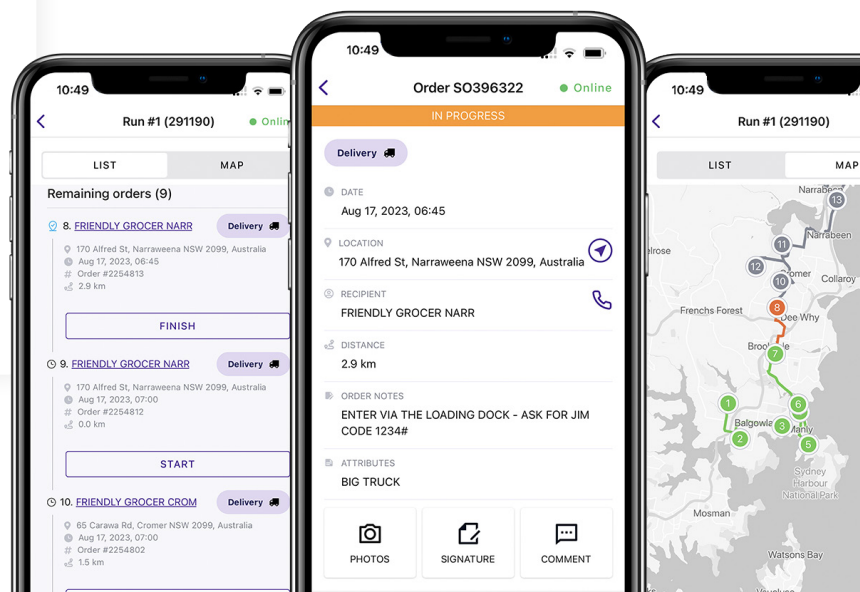 10:49
Run #1 (291190)
Onlin
LIST
MAP
Remaining orders (9)
8. FRIENDLY GROCER NARR
Delivery
170 Alfred St, Narraweena NSW 2099, Australia
Aug 17, 2023, 06:45
# Order #2254813
2.9 km
FINISH
9. FRIENDLY GROCER NARR
Delivery
170 Alfred St, Narraweena NSW 2099, Australia
Aug 17, 2023, 07:00
# Order #2254812
0.0 km
START
10. FRIENDLY GROCER CROM
Delivery
65 Carawa Rd, Cromer NSW 2099, Australia
Aug 17, 2023, 07:00
# Order #2254802
1.5 km
10:49
Order SO396322
Online
IN PROGRESS
Delivery
DATE
Aug 17, 2023, 06:45
LOCATION
170 Alfred St, Narraweena NSW 2099, Australia
RECIPIENT
FRIENDLY GROCER NARR
DISTANCE
2.9 km
ORDER NOTES
ENTER VIA THE LOADING DOCK - ASK FOR JIM
CODE 1234#
ATTRIBUTES
BIG TRUCK
PHOTOS
SIGNATURE
COMMENT
10:49
Run #1 (291190)
LIST
MAP
Narrabeen
13
11
Narrabeen
elrose
12
omer
10
Collaroy
Frenchs Forest
8
Dee Why
7
1
6
Balgowla
3
Manly
2
5
Sydney
Harbour
National Park
Mosman
Watsons Bay